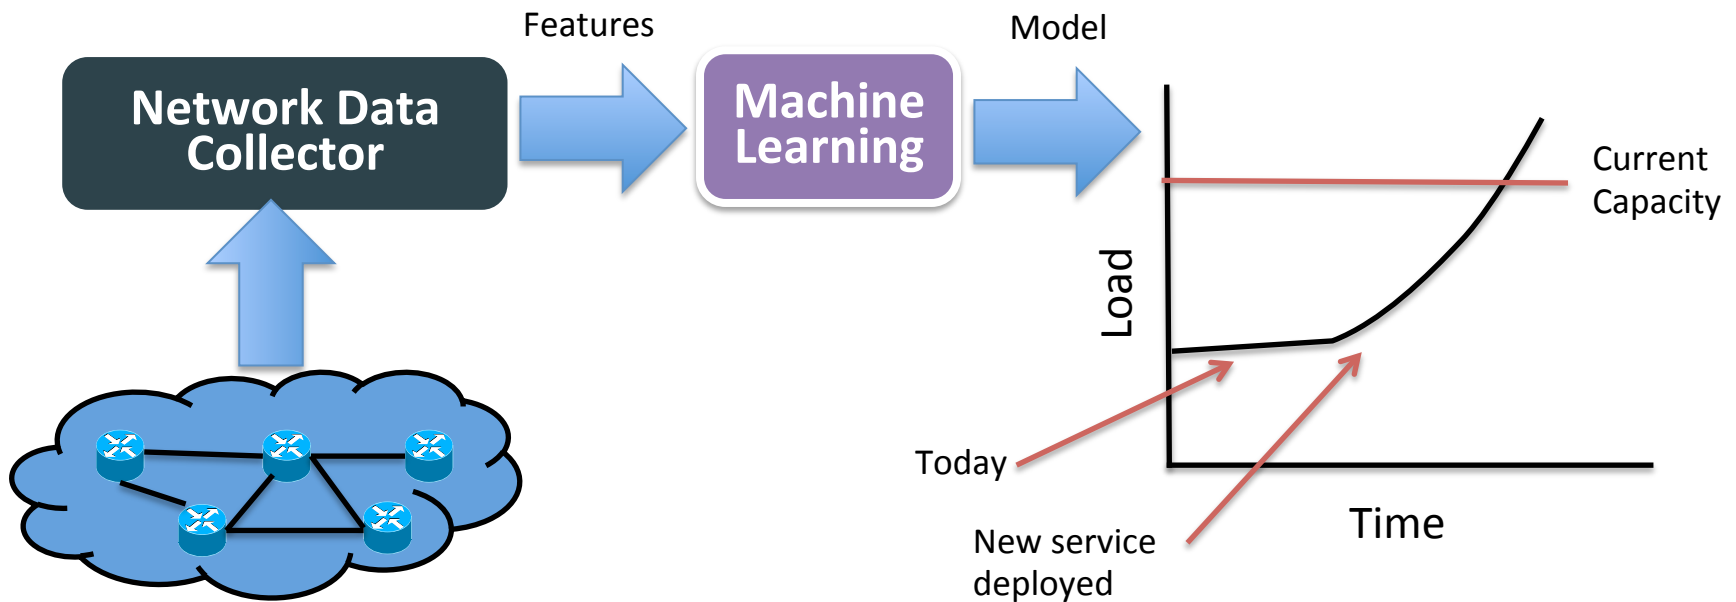 Features
Model
Network Data
Collector
Machine
Learning
Current
Capacity
Load
Today
Time
New service
deployed